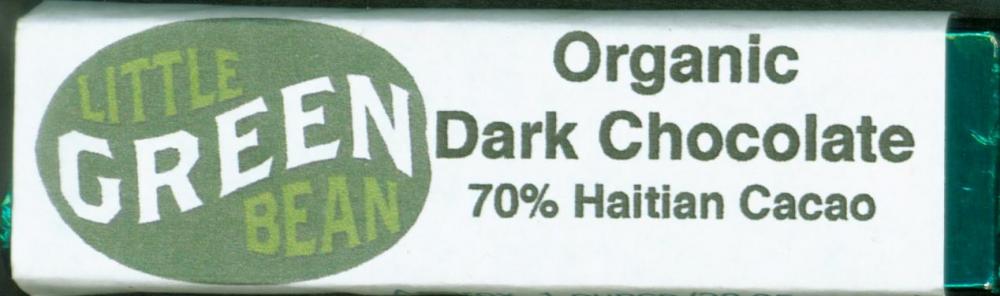 LITTLE
GREEN
BEAN
Organic
Dark Chocolate
70% Haitian Cacao